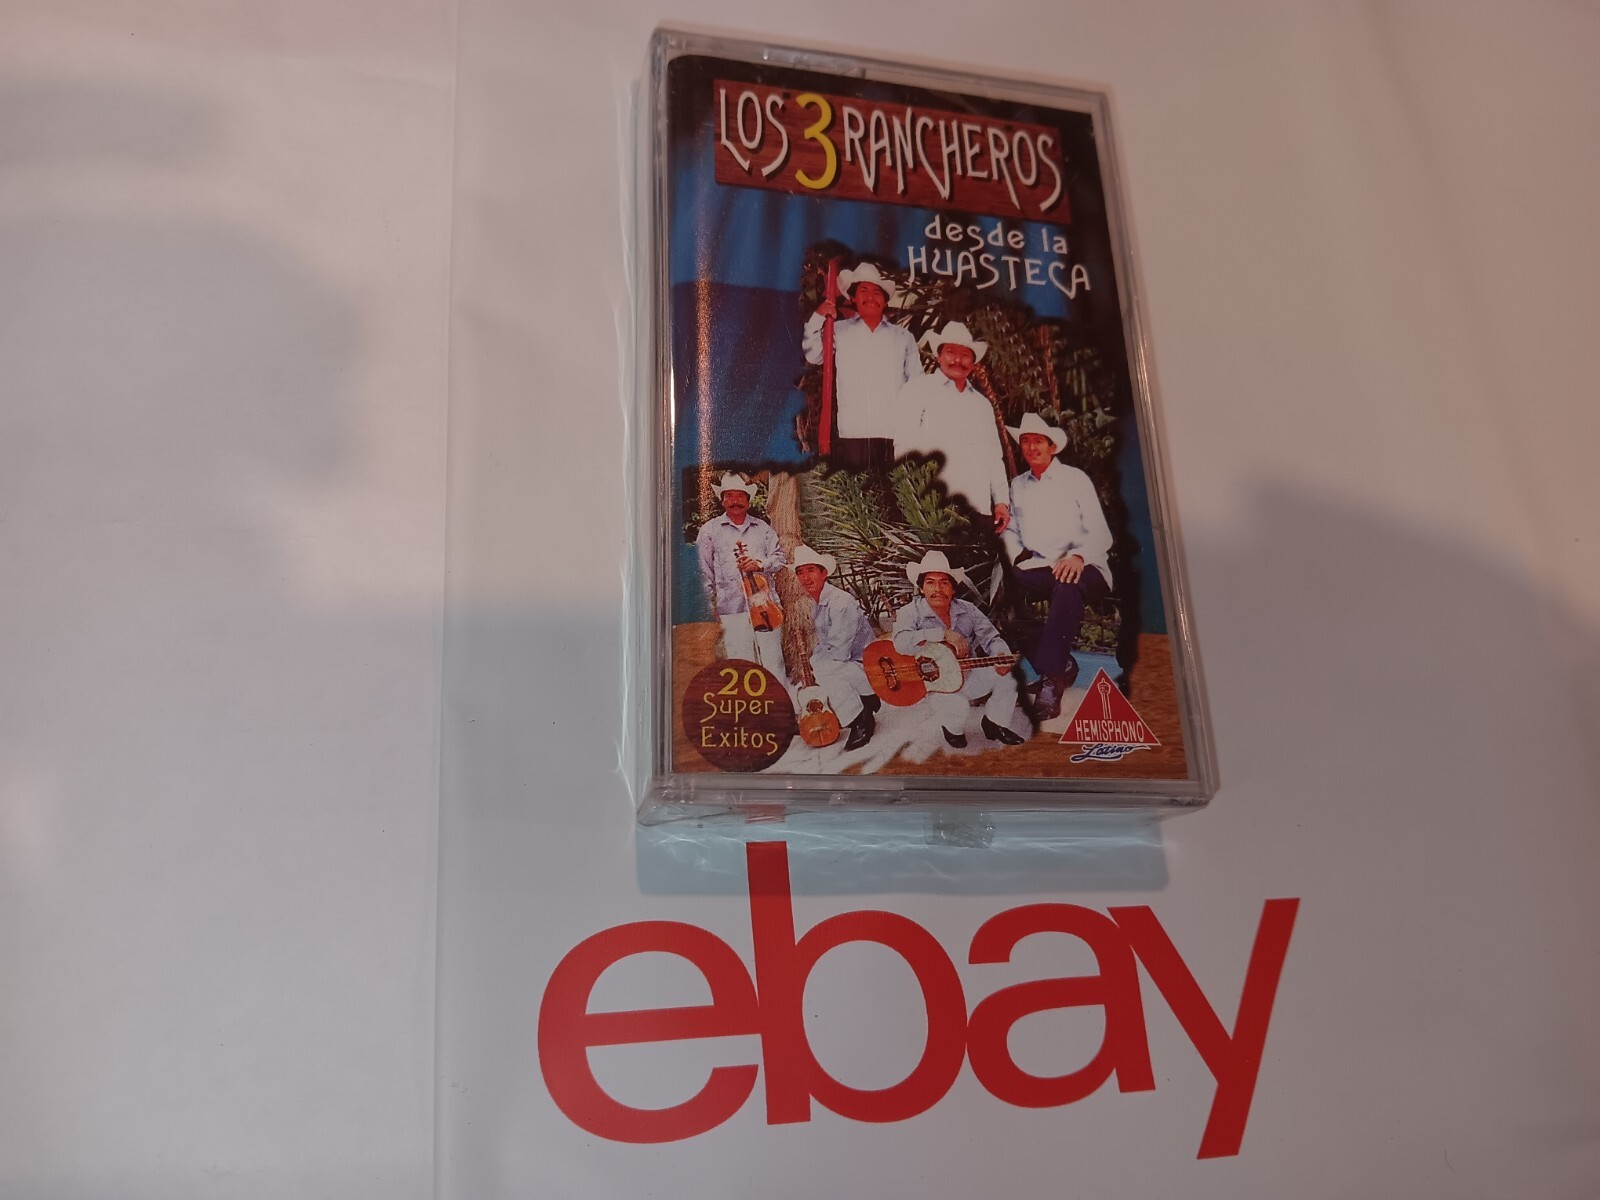 LOS 3 RANCHEROS
desde la
HUASTECA
20
Super
Exitos
HEMISPHONO
Latino
ebay